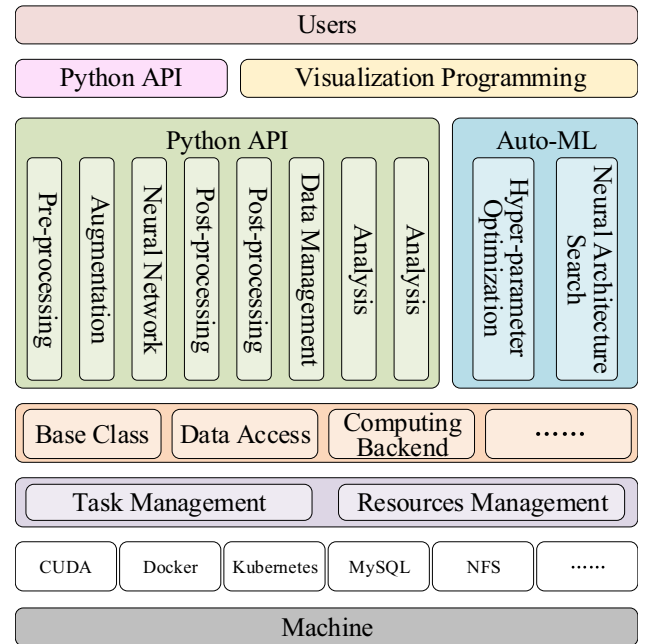 Users
Python API
Visualization Programming
Python API
Pre-processing
Augmentation
Neural Network
Post-processing
Post-processing
Data Management
Analysis
Analysis
Auto-ML
Hyper-parameter
Optimization
Neural Architecture
Search
Base Class
Data Access
Computing
Backend
······
Task Management
Resources Management
CUDA
Docker
Kubernetes
MySQL
NFS
······
Machine